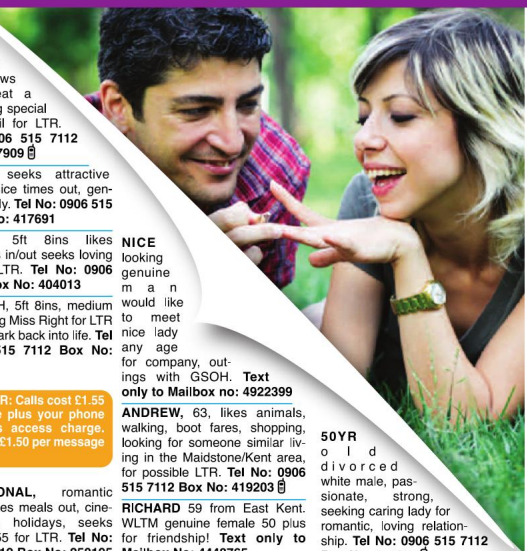 eat a
g special
il for LTR.
06 515 7112
7909
seeks attractive
ice times out, gen-
ly. Tel No: 0906 515
o: 417691
5ft 8ins likes
in/out seeks loving
LTR. Tel No: 0906
ox No: 404013
H, 5ft 8ins, medium
g Miss Right for LTR
ark back into life. Tel
515 7112 Box No:
R: Calls cost £1.55
e plus your phone
s access charge.
£1.50 per message
ONAL, romantic
es meals out, cine-
holidays, seeks
55 for LTR. Tel No:
NICE
looking
genuine
man
would like
to meet
nice lady
any age
for company, out-
ings with GSOH. Text
only to Mailbox no: 4922399
ANDREW, 63, likes animals,
walking, boot fares, shopping,
looking for someone similar liv-
ing in the Maidstone/Kent area,
for possible LTR. Tel No: 0906
515 7112 Box No: 419203
RICHARD 59 from East Kent.
WLTM genuine female 50 plus
for friendship! Text only to
50YR
old
divorced
white male, pas-
sionate, strong,
seeking caring lady for
romantic, loving relation-
ship. Tel No: 0906 515 7112